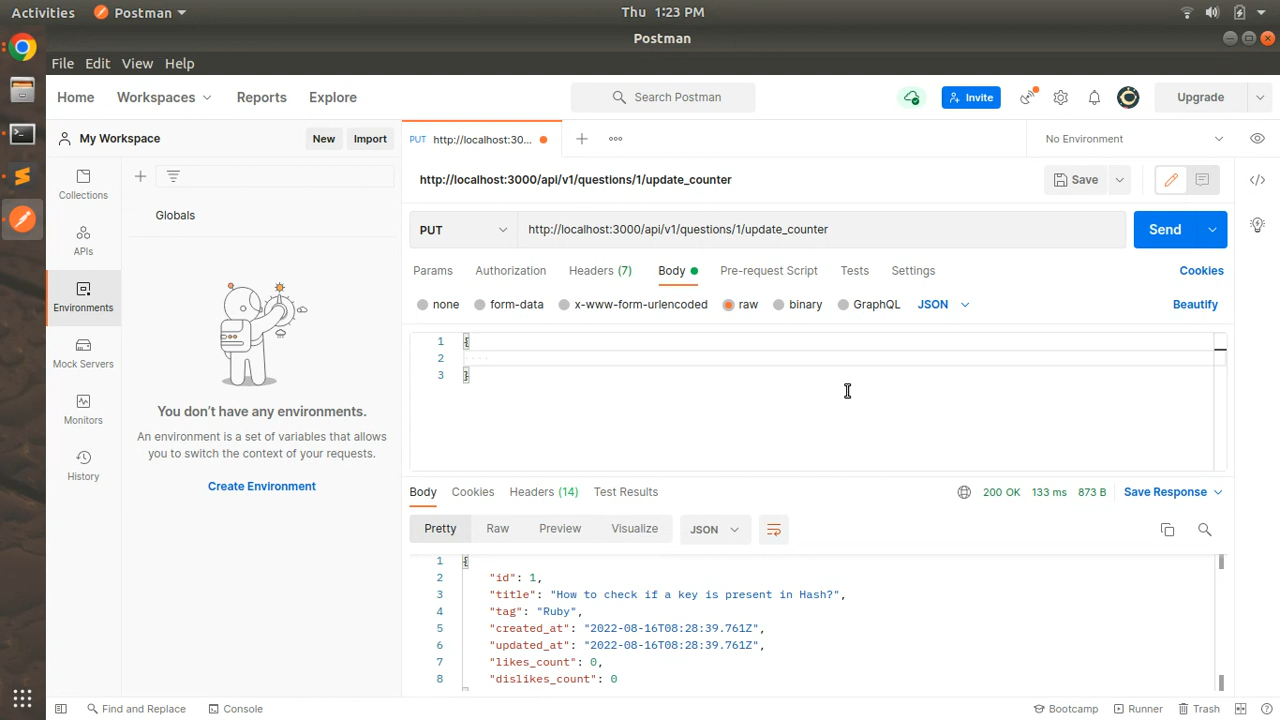 Activities Postman Thu 1:23 PM
Postman
File Edit View Help
Home Workspaces Reports Explore Search Postman Invite Upgrade
My Workspace New Import PUT http://localhost:30... No Environment
Collections
APIs
Environments
Mock Servers
Monitors
History
Globals
You don't have any environments.
An environment is a set of variables that allows
you to switch the context of your requests.
Create Environment
http://localhost:3000/api/v1/questions/1/update_counter Save
PUT http://localhost:3000/api/v1/questions/1/update_counter Send
Params Authorization Headers (7) Body Pre-request Script Tests Settings Cookies
none form-data x-www-form-urlencoded raw binary GraphQL JSON Beautify
1 {
2
3 }
Body Cookies Headers (14) Test Results 200 OK 133 ms 873 B Save Response
Pretty Raw Preview Visualize JSON
1 {
2 "id": 1,
3 "title": "How to check if a key is present in Hash?",
4 "tag": "Ruby",
5 "created_at": "2022-08-16T08:28:39.761Z",
6 "updated_at": "2022-08-16T08:28:39.761Z",
7 "likes_count": 0,
8 "dislikes_count": 0
Find and Replace Console Bootcamp Runner Trash